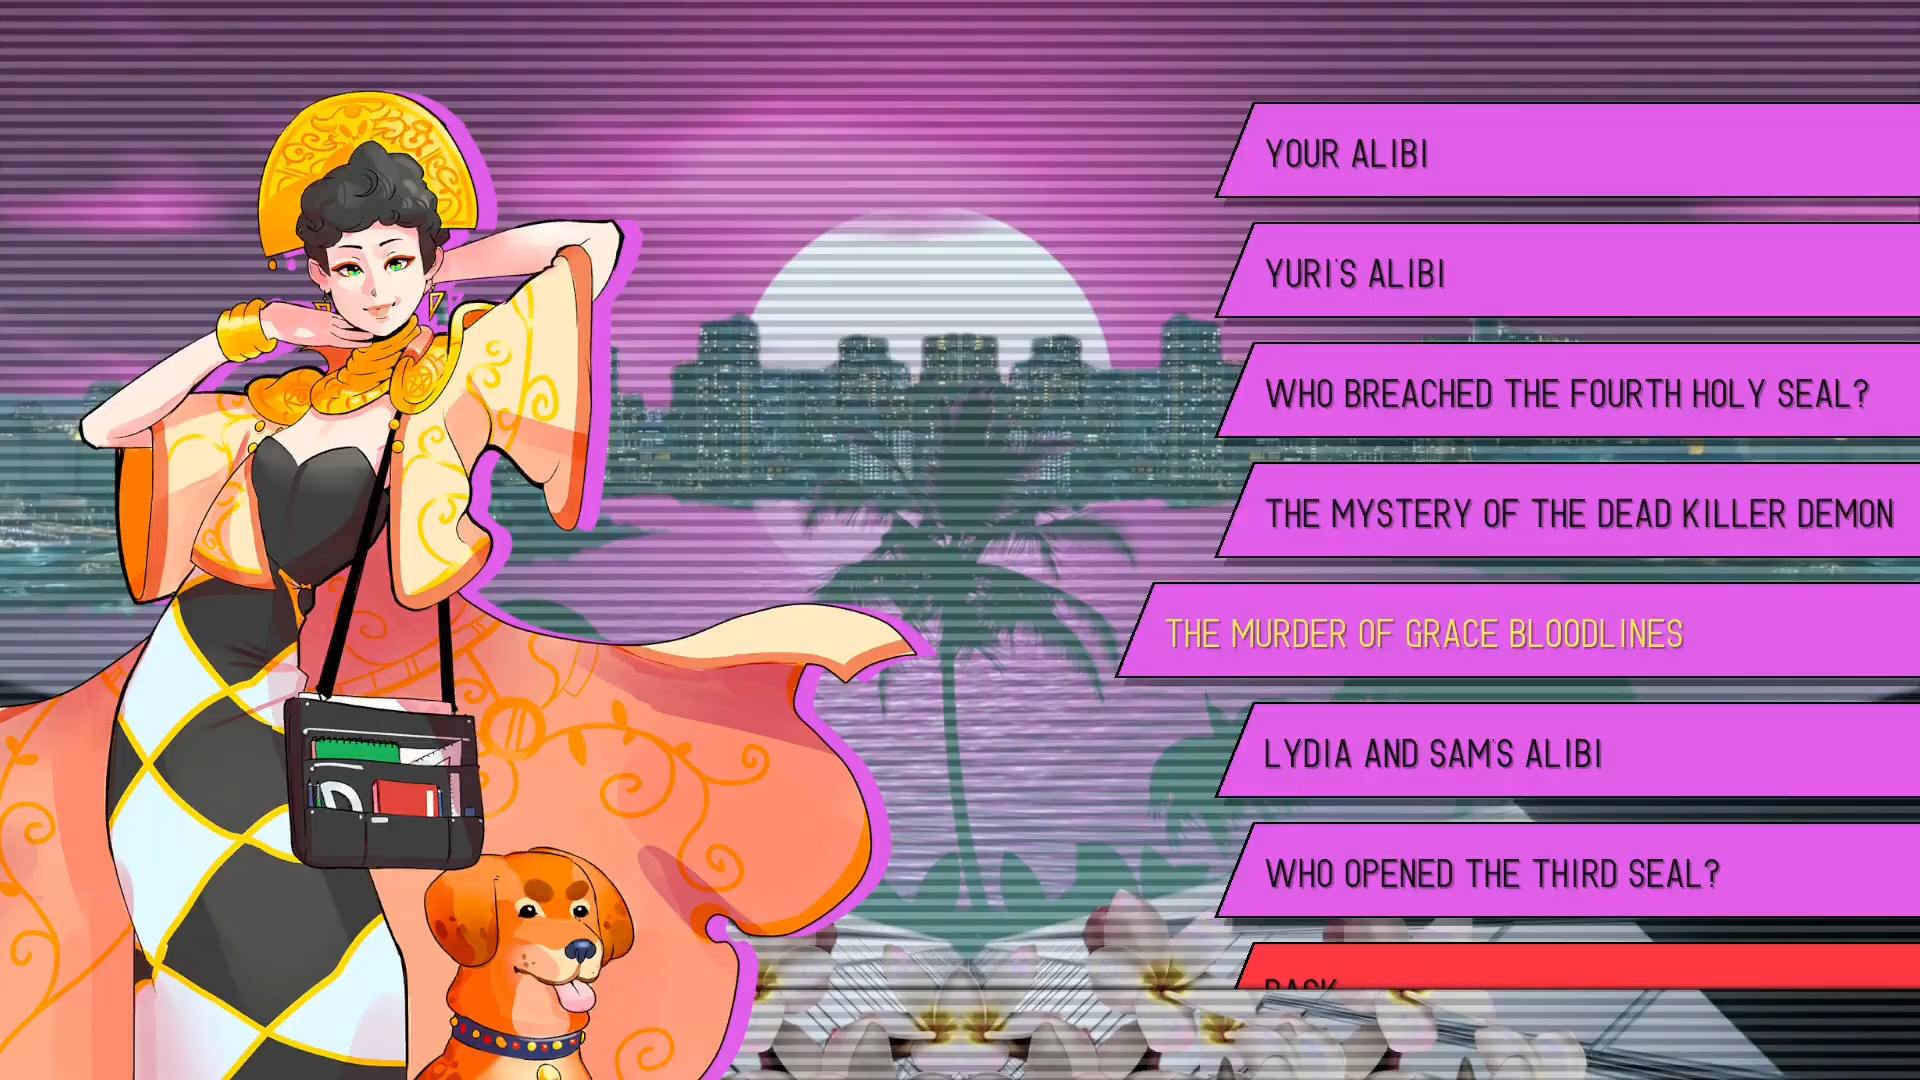 YOUR ALIBI
YURI'S ALIBI
WHO BREACHED THE FOURTH HOLY SEAL?
THE MYSTERY OF THE DEAD KILLER DEMON
THE MURDER OF GRACE BLOODLINES
LYDIA AND SAM'S ALIBI
WHO OPENED THE THIRD SEAL?
BACK